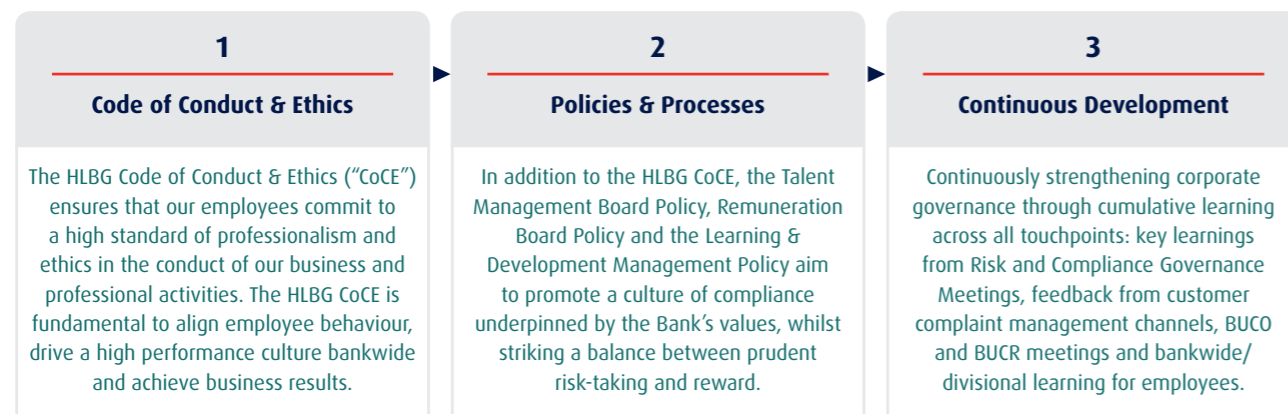 1
Code of Conduct & Ethics
The HLBG Code of Conduct & Ethics (“CoCE”)
ensures that our employees commit to
a high standard of professionalism and
ethics in the conduct of our business and
professional activities. The HLBG CoCE is
fundamental to align employee behaviour,
drive a high performance culture bankwide
and achieve business results.
2
Policies & Processes
In addition to the HLBG CoCE, the Talent
Management Board Policy, Remuneration
Board Policy and the Learning &
Development Management Policy aim
to promote a culture of compliance
underpinned by the Bank’s values, whilst
striking a balance between prudent
risk-taking and reward.
3
Continuous Development
Continuously strengthening corporate
governance through cumulative learning
across all touchpoints: key learnings
from Risk and Compliance Governance
Meetings, feedback from customer
complaint management channels, BUCO
and BUCR meetings and bankwide/
divisional learning for employees.